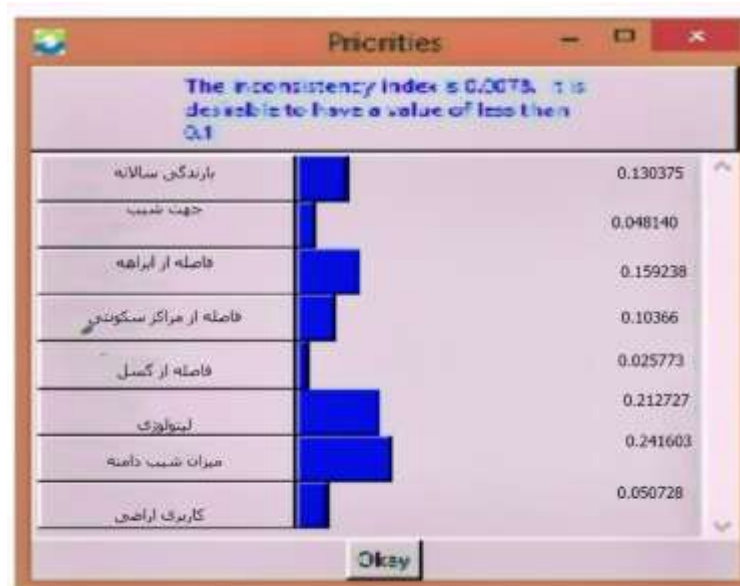 Priorities
The inconsistency index is 0.0078. It is
desirable to have a value of less than
0.1
بارندگی سالانه 0.130375
جهت شیب 0.048140
فاصله از آبراهه 0.159238
فاصله از مراکز سکونتی 0.10366
فاصله از گسل 0.025773
لیتولوژی 0.212727
میزان شیب دامنه 0.241603
کاربری اراضی 0.050728
Okay